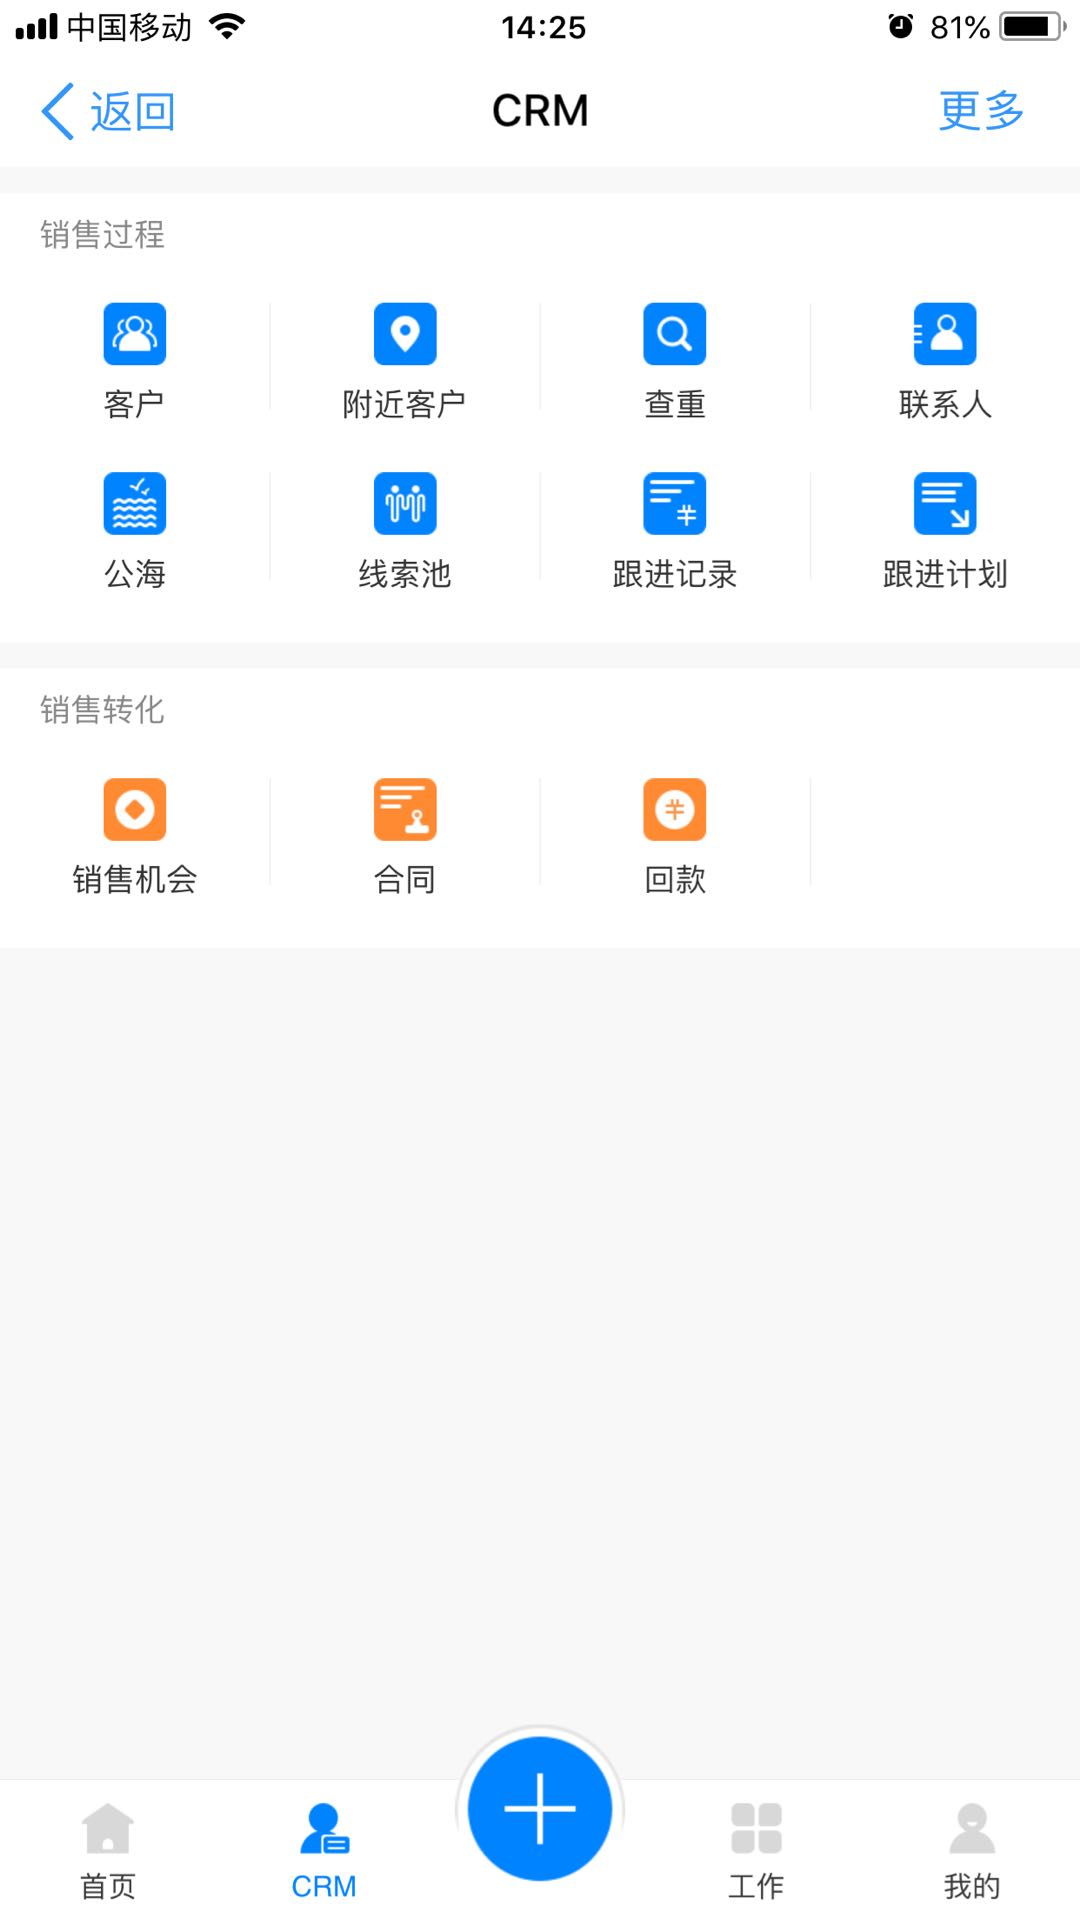 中国移动 14:25 81%
返回 CRM 更多
销售过程
客户 附近客户 查重 联系人
公海 线索池 跟进记录 跟进计划
销售转化
销售机会 合同 回款
首页 CRM 工作 我的